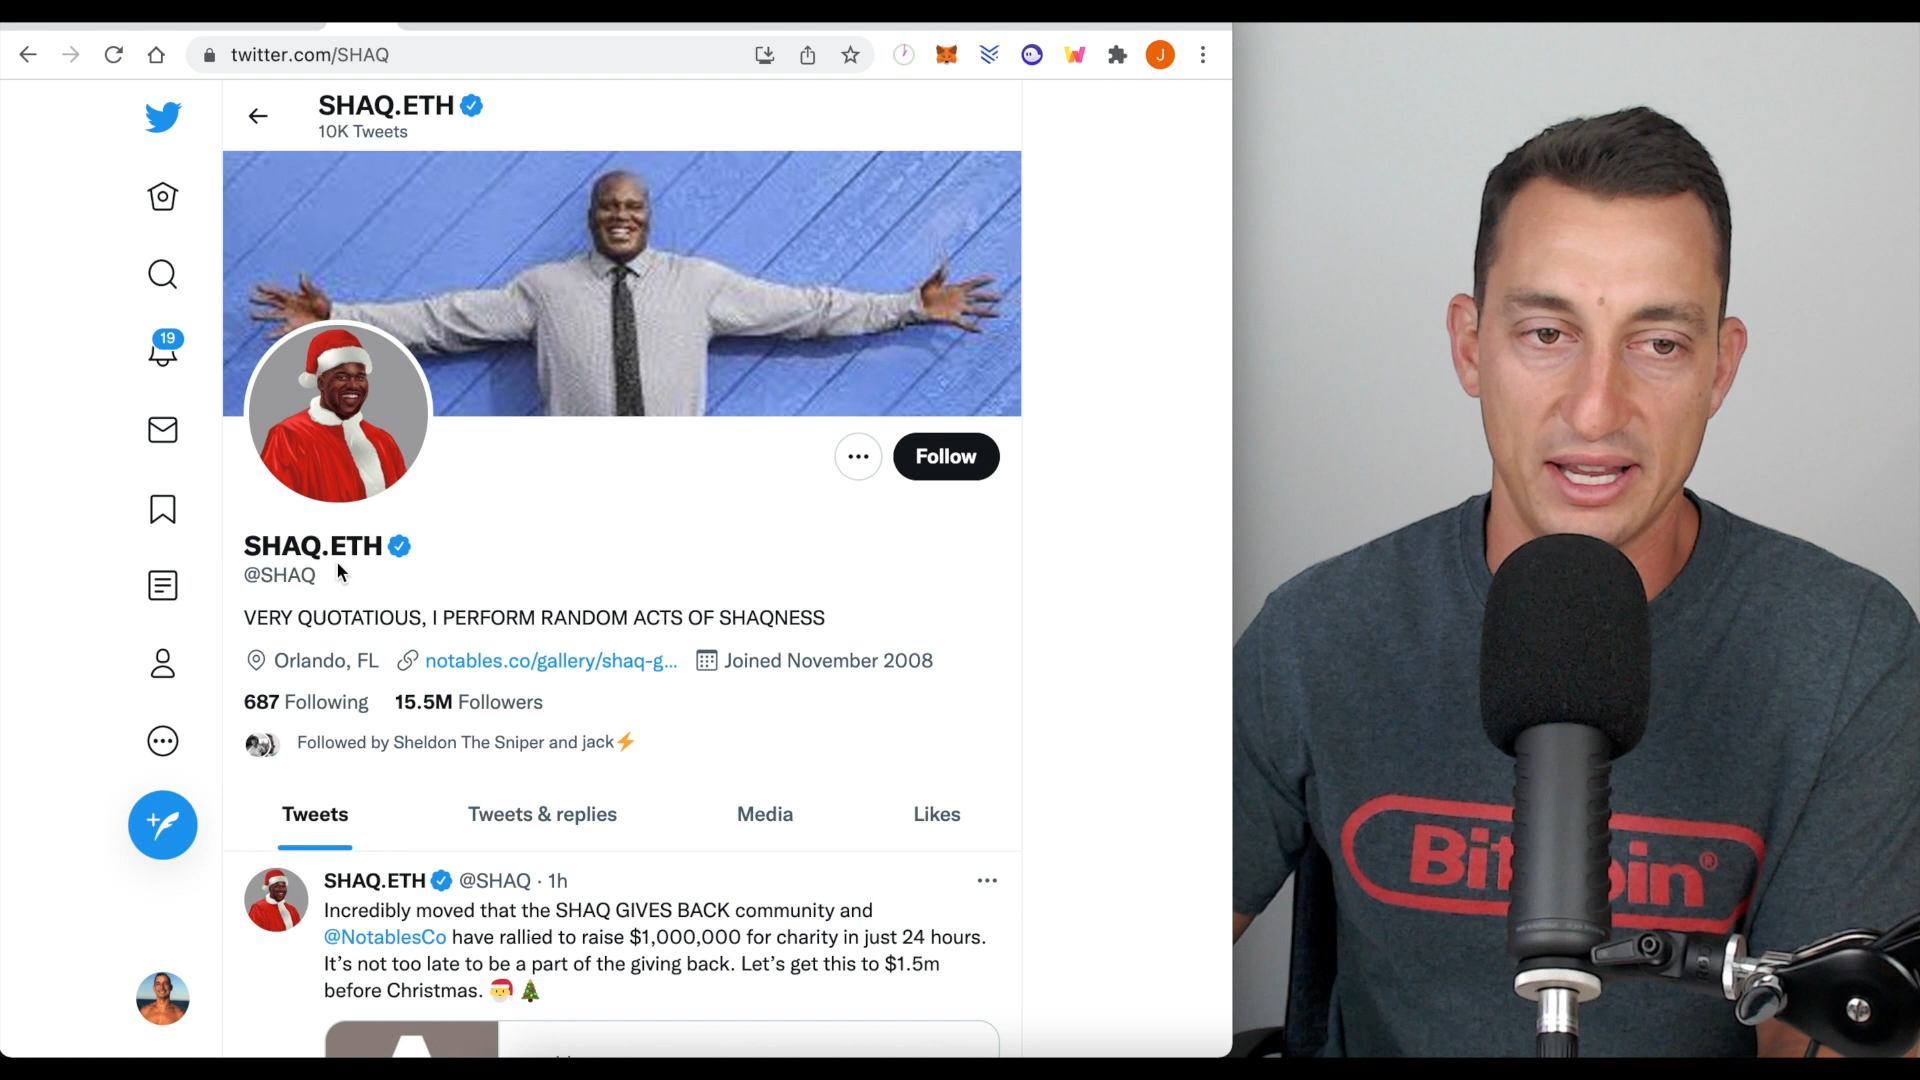 twitter.com/SHAQ
J
SHAQ.ETH
10K Tweets
19
Follow
SHAQ.ETH
@SHAQ
VERY QUOTATIOUS, I PERFORM RANDOM ACTS OF SHAQNESS
Orlando, FL notables.co/gallery/shaq-g... Joined November 2008
687 Following 15.5M Followers
Followed by Sheldon The Sniper and jack⚡
Tweets Tweets & replies Media Likes
SHAQ.ETH @SHAQ · 1h
Incredibly moved that the SHAQ GIVES BACK community and
@NotablesCo have rallied to raise $1,000,000 for charity in just 24 hours.
It’s not too late to be a part of the giving back. Let’s get this to $1.5m
before Christmas. 🎅 🎄